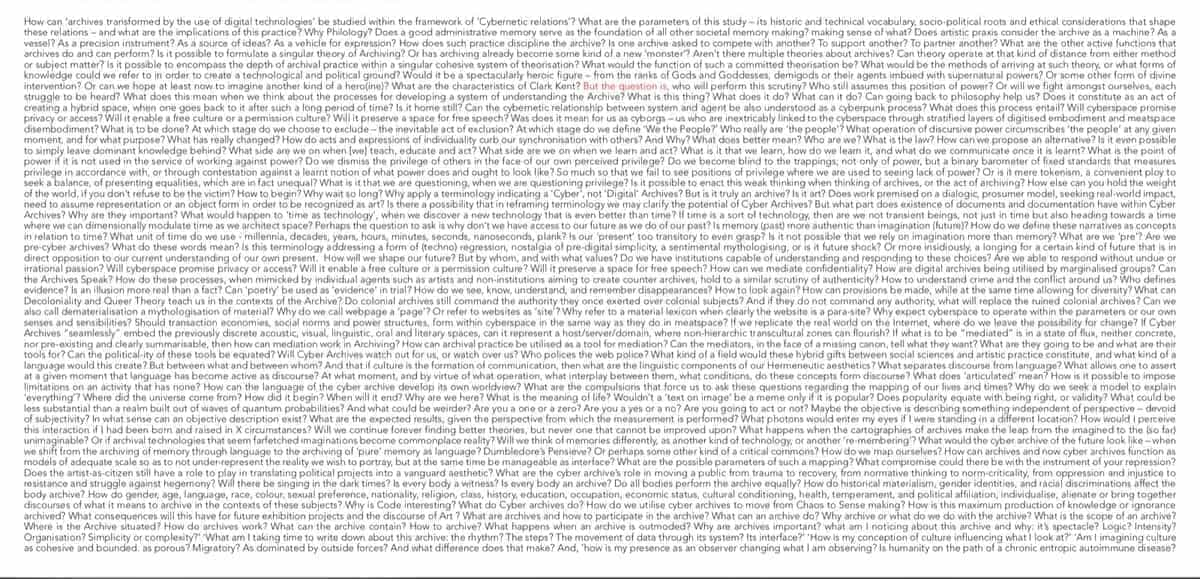 How can 'archives transformed by the use of digital technologies' be studied within the framework of 'Cybernetic relations'? What are the parameters of this study – its historic and technical vocabulary, socio-political roots and ethical considerations that shape
these relations – and what are the implications of this practice? Why Philology? Does a good administrative memory serve as the foundation of all other societal memory making? making sense of what? Does artistic praxis consider the archive as a machine? As a
vessel? As a precision instrument? As a source of ideas? As a vehicle for expression? How does such practice discipline the archive? Is one archive asked to compete with another? To support another? To partner another? What are the other active functions that
archives do and can perform? Is it possible to formulate a singular theory of Archiving? Or has archiving already become some kind of a new 'monster'? Aren't there multiple theories about archives? Can theory operate at that kind of distance from either method
or subject matter? Is it possible to encompass the depth of archival practice within a singular cohesive system of theorisation? What would the function of such a committed theorisation be? What would be the methods of arriving at such theory, or what forms of
knowledge could we refer to in order to create a technological and political ground? Would it be a spectacularly heroic figure – from the ranks of Gods and Goddesses, demigods or their agents imbued with supernatural powers? Or some other form of divine
intervention? Or can we hope at least now to imagine another kind of a hero(ine)? What are the characteristics of Clark Kent? But the question is, who will perform this scrutiny? Who still assumes this position of power? Or will we fight amongst ourselves, each
struggle to be heard? What does this mean when we think about the processes for developing a system of understanding the Archive? What is this thing? What does it do? What can it do? Can going back to philosophy help us? Does it constitute as an act of
creating a hybrid space, when one goes back to it after such a long period of time? Is it home still? Can the cybernetic relationship between system and agent be also understood as a cyberpunk process? What does this process entail? Will cyberspace promise
privacy or access? Will it enable a free culture or a permission culture? Will it preserve a space for free speech? Was does it mean for us as cyborgs – us who are inextricably linked to the cyberspace through stratified layers of digitised embodiment and meatspace
disembodiment? What is to be done? At which stage do we choose to exclude – the inevitable act of exclusion? At which stage do we define 'We the People?' Who really are 'the people'? What operation of discursive power circumscribes 'the people' at any given
moment, and for what purpose? What has really changed? How do acts and expressions of individuality curb our synchronisation with others? And Why? What does better mean? Who are we? What is the law? How can we propose an alternative? Is it even possible
to simply leave dominant knowledge behind? What side are we on when [we] teach, educate and act? What side are we on when we learn and act? What is it that we learn, how do we learn it, and what do we communicate once it is learnt? What is the point of
power if it is not used in the service of working against power? Do we dismiss the privilege of others in the face of our own perceived privilege? Do we become blind to the trappings; not only of power, but a binary barometer of fixed standards that measures
privilege in accordance with, or through contestation against a learnt notion of what power does and ought to look like? So much so that we fail to see positions of privilege where we are used to seeing lack of power? Or is it mere tokenism, a convenient ploy to
seek a balance, of presenting equalities, which are in fact unequal? What is it that we are questioning, when we are questioning privilege? Is it possible to enact this weak thinking when thinking of archives, or the act of archiving? How else can you hold the weight
of the world, if you don't refuse to be the victim? How to begin? Why wait so long? Why apply a terminology indicating a 'Cyber', not 'Digital' Archives? But is it truly an archive? Is it art? Does work premised on a dialogic, prosumer model, seeking real-world impact,
need to assume representation or an object form in order to be recognized as art? Is there a possibility that in reframing terminology we may clarify the potential of Cyber Archives? But what part does existence of documents and documentation have within Cyber
Archives? Why are they important? What would happen to 'time as technology', when we discover a new technology that is even better than time? If time is a sort of technology, then are we not transient beings, not just in time but also heading towards a time
where we can dimensionally modulate time as we architect space? Perhaps the question to ask is why don't we have access to our future as we do of our past? Is memory (past) more authentic than imagination (future)? How do we define these narratives as concepts
in relation to time? What unit of time do we use - millennia, decades, years, hours, minutes, seconds, nanoseconds, plank? Is our 'present' too transitory to even grasp? Is it not possible that we rely on imagination more than memory? What are we 'pre'? Are we
pre-cyber archives? What do these words mean? Is this terminology addressing a form of (techno) regression, nostalgia of pre-digital simplicity, a sentimental mythologising, or is it future shock? Or more insidiously, a longing for a certain kind of future that is in
direct opposition to our current understanding of our own present. How will we shape our future? But by whom, and with what values? Do we have institutions capable of understanding and responding to these choices? Are we able to respond without undue or
irrational passion? Will cyberspace promise privacy or access? Will it enable a free culture or a permission culture? Will it preserve a space for free speech? How can we mediate confidentiality? How are digital archives being utilised by marginalised groups? Can
the Archives Speak? How do these processes, when mimicked by individual agents such as artists and non-institutions aiming to create counter archives, hold to a similar scrutiny of authenticity? How to understand crime and the conflict around us? Who defines
evidence? Is an illusion more real than a fact? Can 'poetry' be used as 'evidence' in trial? How do we see, know, understand, and remember disappearances? How to look again? How can provisions be made, while at the same time allowing for diversity? What can
Decoloniality and Queer Theory teach us in the contexts of the Archive? Do colonial archives still command the authority they once exerted over colonial subjects? And if they do not command any authority, what will replace the ruined colonial archives? Can we
also call dematerialisation a mythologisation of material? Why do we call webpage a 'page'? Or refer to websites as 'site'? Why refer to a material lexicon when clearly the website is a para-site? Why expect cyberspace to operate within the parameters or our own
senses and sensibilities? Should transaction economies, social norms and power structures, form within cyberspace in the same way as they do in meatspace? If we replicate the real world on the Internet, where do we leave the possibility for change? If Cyber
Archives "seamlessly" embed the previously discrete acoustic, visual, linguistic, oral and literary spaces, can it represent a host/server/domain, where non-hierarchic transcultural zones can flourish? If what is to be "mediated" is in a state of flux, neither concrete,
nor pre-existing and clearly summarisable, then how can mediation work in Archiving? How can archival practice be utilised as a tool for mediation? Can the mediators, in the face of a missing canon, tell what they want? What are they going to be and what are their
tools for? Can the political-ity of these tools be equated? Will Cyber Archives watch out for us, or watch over us? Who polices the web police? What kind of a field would these hybrid gifts between social sciences and artistic practice constitute, and what kind of a
language would this create? But between what and between whom? And that if culture is the formation of communication, then what are the linguistic components of our Hermeneutic aesthetics? What separates discourse from language? What allows one to assert
at a given moment that language has become active as discourse? At what moment, and by virtue of what operation, what interplay between them, what conditions, do these concepts form discourse? What does 'articulated' mean? How is it possible to impose
limitations on an activity that has none? How can the language of the cyber archive develop its own worldview? What are the compulsions that force us to ask these questions regarding the mapping of our lives and times? Why do we seek a model to explain
'everything'? Where did the universe come from? How did it begin? When will it end? Why are we here? What is the meaning of life? Wouldn't a 'text on image' be a meme only if it is popular? Does popularity equate with being right, or validity? What could be
less substantial than a realm built out of waves of quantum probabilities? And what could be weirder? Are you a one or a zero? Are you a yes or a no? Are you going to act or not? Maybe the objective is describing something independent of perspective – devoid
of subjectivity? In what sense can an objective description exist? What are the expected results, given the perspective from which the measurement is performed? What photons would enter my eyes if I were standing in a different location? How would I perceive
this interaction if I had been born and raised in X circumstances? Will we continue forever finding better theories, but never one that cannot be improved upon? What happens when the cartographies of archives make the leap from the imagined to the (so far)
unimaginable? Or if archival technologies that seem farfetched imaginations become commonplace reality? Will we think of memories differently, as another kind of technology, or another 're-membering'? What would the cyber archive of the future look like – when
we shift from the archiving of memory through language to the archiving of 'pure' memory as language? Dumbledore's Pensieve? Or perhaps some other kind of a critical commons? How do we map ourselves? How can archives and now cyber archives function as
models of adequate scale so as to not under-represent the reality we wish to portray, but at the same time be manageable as interface? What are the possible parameters of such a mapping? What compromise could there be with the instrument of your repression?
Does the artist-as-citizen still have a role to play in translating political projects into a vanguard aesthetic? What are the cyber archive's role in moving a public from trauma to recovery, from normative thinking to norm-criticality, from oppression and injustice to
resistance and struggle against hegemony? Will there be singing in the dark times? Is every body a witness? Is every body an archive? Do all bodies perform the archive equally? How do historical materialism, gender identities, and racial discriminations affect the
body archive? How do gender, age, language, race, colour, sexual preference, nationality, religion, class, history, education, occupation, economic status, cultural conditioning, health, temperament, and political affiliation, individualise, alienate or bring together
discourses of what it means to archive in the contexts of these subjects? Why is Code interesting? What do Cyber archives do? How do we utilise cyber archives to move from Chaos to Sense making? How is this maximum production of knowledge or ignorance
archived? What consequences will this have for future exhibition projects and the discourse of Art? What are archives and how to participate in the archive? What can an archive do? Why archive or what do we do with the archive? What is the scope of an archive?
Where is the Archive situated? How do archives work? What can the archive contain? How to archive? What happens when an archive is outmoded? Why are archives important? what am I noticing about this archive and why: it's spectacle? Logic? Intensity?
Organisation? Simplicity or complexity?' 'What am I taking time to write down about this archive: the rhythm? The steps? The movement of data through its system? Its interface?' 'How is my conception of culture influencing what I look at?' 'Am I imagining culture
as cohesive and bounded. as porous? Migratory? As dominated by outside forces? And what difference does that make? And, 'how is my presence as an observer changing what I am observing? Is humanity on the path of a chronic entropic autoimmune disease?